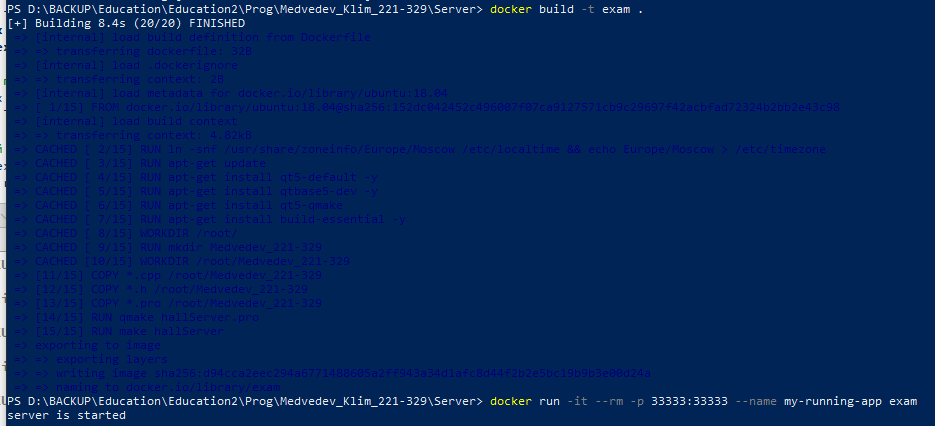 PS D:\BACKUP\Education\Education2\Prog\Medvedev_Klim_221-329\Server> docker build -t exam .
[+] Building 8.4s (20/20) FINISHED
=> [internal] load build definition from Dockerfile
=> => transferring dockerfile: 32B
=> [internal] load .dockerignore
=> => transferring context: 2B
=> [internal] load metadata for docker.io/library/ubuntu:18.04
=> [ 1/15] FROM docker.io/library/ubuntu:18.04@sha256:152dc042452c496007f07ca9127571cb9c29697f42acbfad72324b2bb2e43c98
=> [internal] load build context
=> => transferring context: 4.82kB
=> CACHED [ 2/15] RUN ln -snf /usr/share/zoneinfo/Europe/Moscow /etc/localtime && echo Europe/Moscow > /etc/timezone
=> CACHED [ 3/15] RUN apt-get update
=> CACHED [ 4/15] RUN apt-get install qt5-default -y
=> CACHED [ 5/15] RUN apt-get install qtbase5-dev -y
=> CACHED [ 6/15] RUN apt-get install qt5-qmake
=> CACHED [ 7/15] RUN apt-get install build-essential -y
=> CACHED [ 8/15] WORKDIR /root/
=> CACHED [ 9/15] RUN mkdir Medvedev_221-329
=> CACHED [10/15] WORKDIR /root/Medvedev_221-329
=> [11/15] COPY *.cpp /root/Medvedev_221-329
=> [12/15] COPY *.h /root/Medvedev_221-329
=> [13/15] COPY *.pro /root/Medvedev_221-329
=> [14/15] RUN qmake hallServer.pro
=> [15/15] RUN make hallServer
=> exporting to image
=> => exporting layers
=> => writing image
=> => naming to docker.io/library/exam
PS D:\BACKUP\Education\Education2\Prog\Medvedev_Klim_221-329\Server> docker run -it --rm -p 33333:33333 --name my-running-app exam
server is started